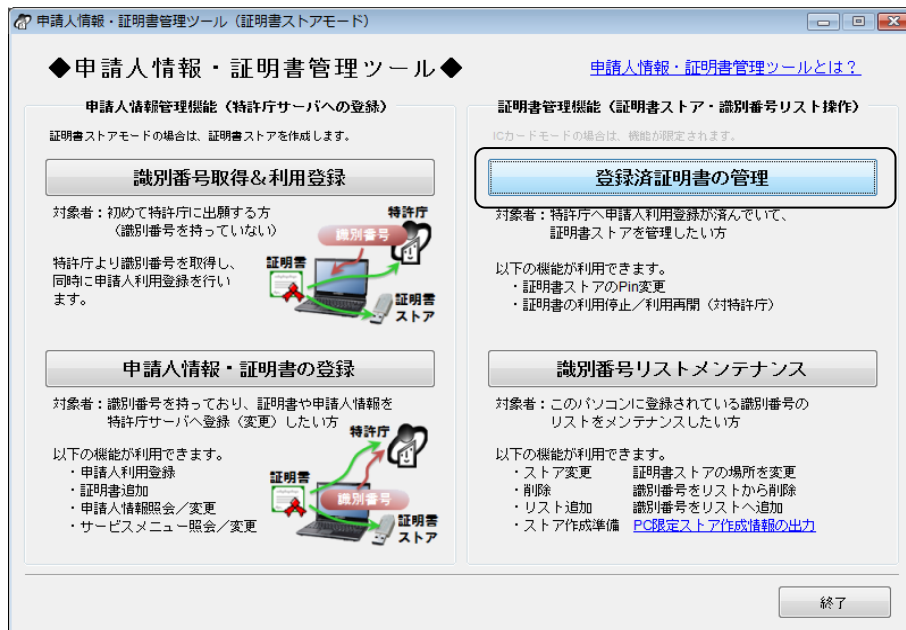 申請人情報・証明書管理ツール（証明書ストアモード）
◆申請人情報・証明書管理ツール◆
申請人情報・証明書管理ツールとは？
申請人情報管理機能（特許庁サーバへの登録）
証明書ストアモードの場合は、証明書ストアを作成します。
識別番号取得&利用登録
対象者：初めて特許庁に出願する方
（識別番号を持っていない）
特許庁より識別番号を取得し、
同時に申請人利用登録を行い
ます。
特許庁
識別番号
証明書
証明書
ストア
申請人情報・証明書の登録
対象者：識別番号を持っており、証明書や申請人情報を
特許庁サーバへ登録（変更）したい方
以下の機能が利用できます。
・申請人利用登録
・証明書追加
・申請人情報照会／変更
・サービスメニュー照会／変更
特許庁
証明書
識別番号
証明書
ストア
証明書管理機能（証明書ストア・識別番号リスト操作）
ICカードモードの場合は、機能が限定されます。
登録済証明書の管理
対象者：特許庁へ申請人利用登録が済んでいて、
証明書ストアを管理したい方
以下の機能が利用できます。
・証明書ストアのPin変更
・証明書の利用停止／利用再開（対特許庁）
識別番号リストメンテナンス
対象者：このパソコンに登録されている識別番号の
リストをメンテナンスしたい方
以下の機能が利用できます。
・ストア変更 証明書ストアの場所を変更
・削除 識別番号をリストから削除
・リスト追加 識別番号をリストへ追加
・ストア作成準備 PC限定ストア作成情報の出力
終了